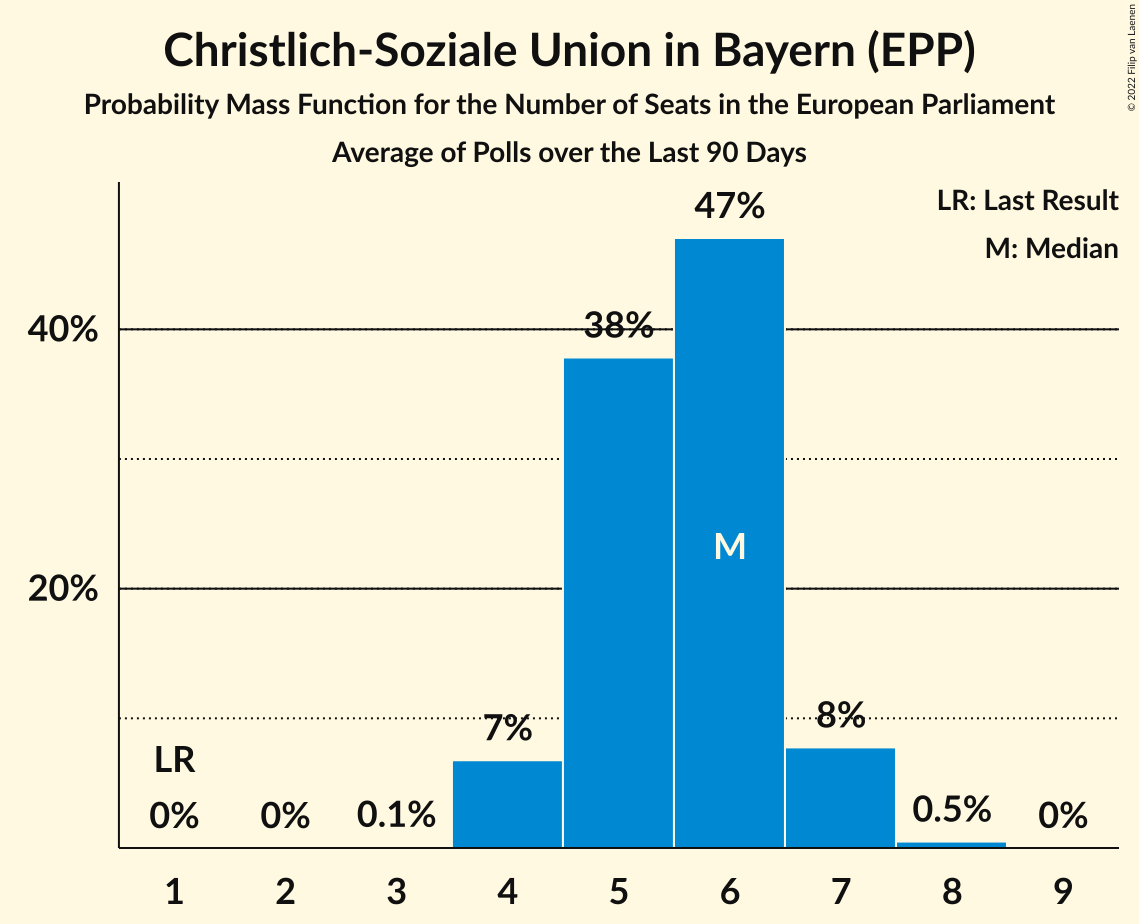 Christlich-Soziale Union in Bayern (EPP)
Probability Mass Function for the Number of Seats in the European Parliament
Average of Polls over the Last 90 Days
© 2022 Filip van Laenen
LR: Last Result
M: Median
47%
38%
40%
M
20%
7%
8%
LR
0%
0%
0.1%
0.5%
0%
1 2 3 4 5 6 7 8 9